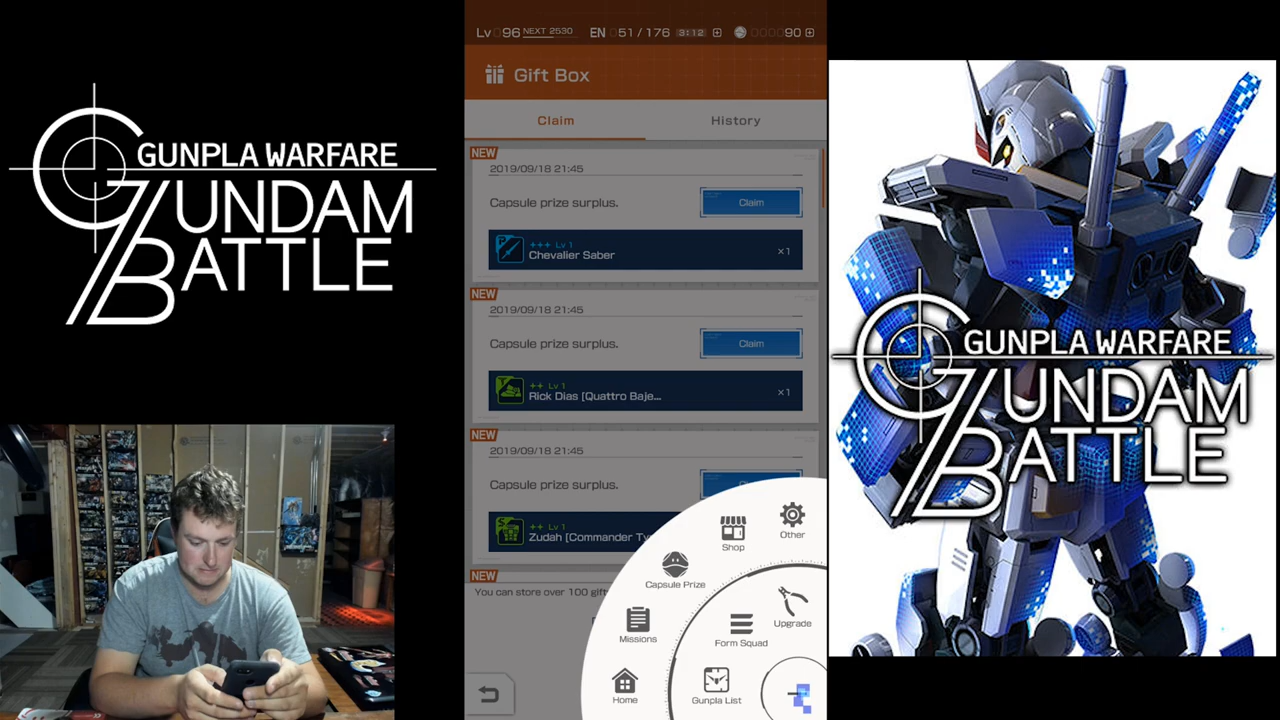 GUNPLA WARFARE
GUNDAM
BATTLE
Lv 096 NEXT 2530 EN 051 / 176 3:12 000090
Gift Box
Claim History
NEW
2019/09/18 21:45
Capsule prize surplus. Claim
+++ Lv 1
Chevalier Saber ×1
NEW
2019/09/18 21:45
Capsule prize surplus. Claim
++ Lv 1
Rick Dias [Quattro Baje... ×1
NEW
2019/09/18 21:45
Capsule prize surplus.
++ Lv 1
Zudah [Commander Ty
NEW
You can store over 100 gift
Other
Shop
Capsule Prize
Upgrade
Missions
Form Squad
Home
Gunpla List
GUNPLA WARFARE
GUNDAM
BATTLE